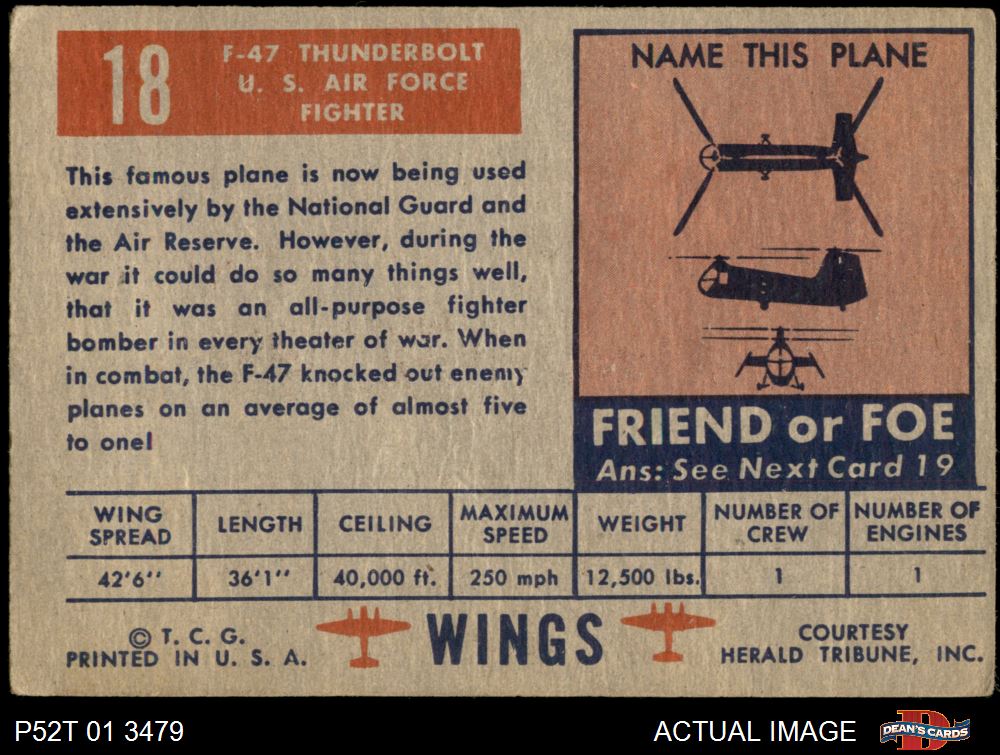 18
F-47 THUNDERBOLT
U. S. AIR FORCE
FIGHTER
This famous plane is now being used
extensively by the National Guard and
the Air Reserve. However, during the
war it could do so many things well,
that it was an all-purpose fighter
bomber in every theater of war. When
in combat, the F-47 knocked out enemy
planes on an average of almost five
to one!
NAME THIS PLANE
FRIEND or FOE
Ans: See Next Card 19
WING SPREAD LENGTH CEILING MAXIMUM SPEED WEIGHT NUMBER OF CREW NUMBER OF ENGINES
42'6'' 36'1'' 40,000 ft. 250 mph 12,500 lbs. 1 1
© T. C. G.
PRINTED IN U. S. A.
WINGS
COURTESY
HERALD TRIBUNE, INC.
P52T 01 3479
ACTUAL IMAGE
DEAN'S CARDS